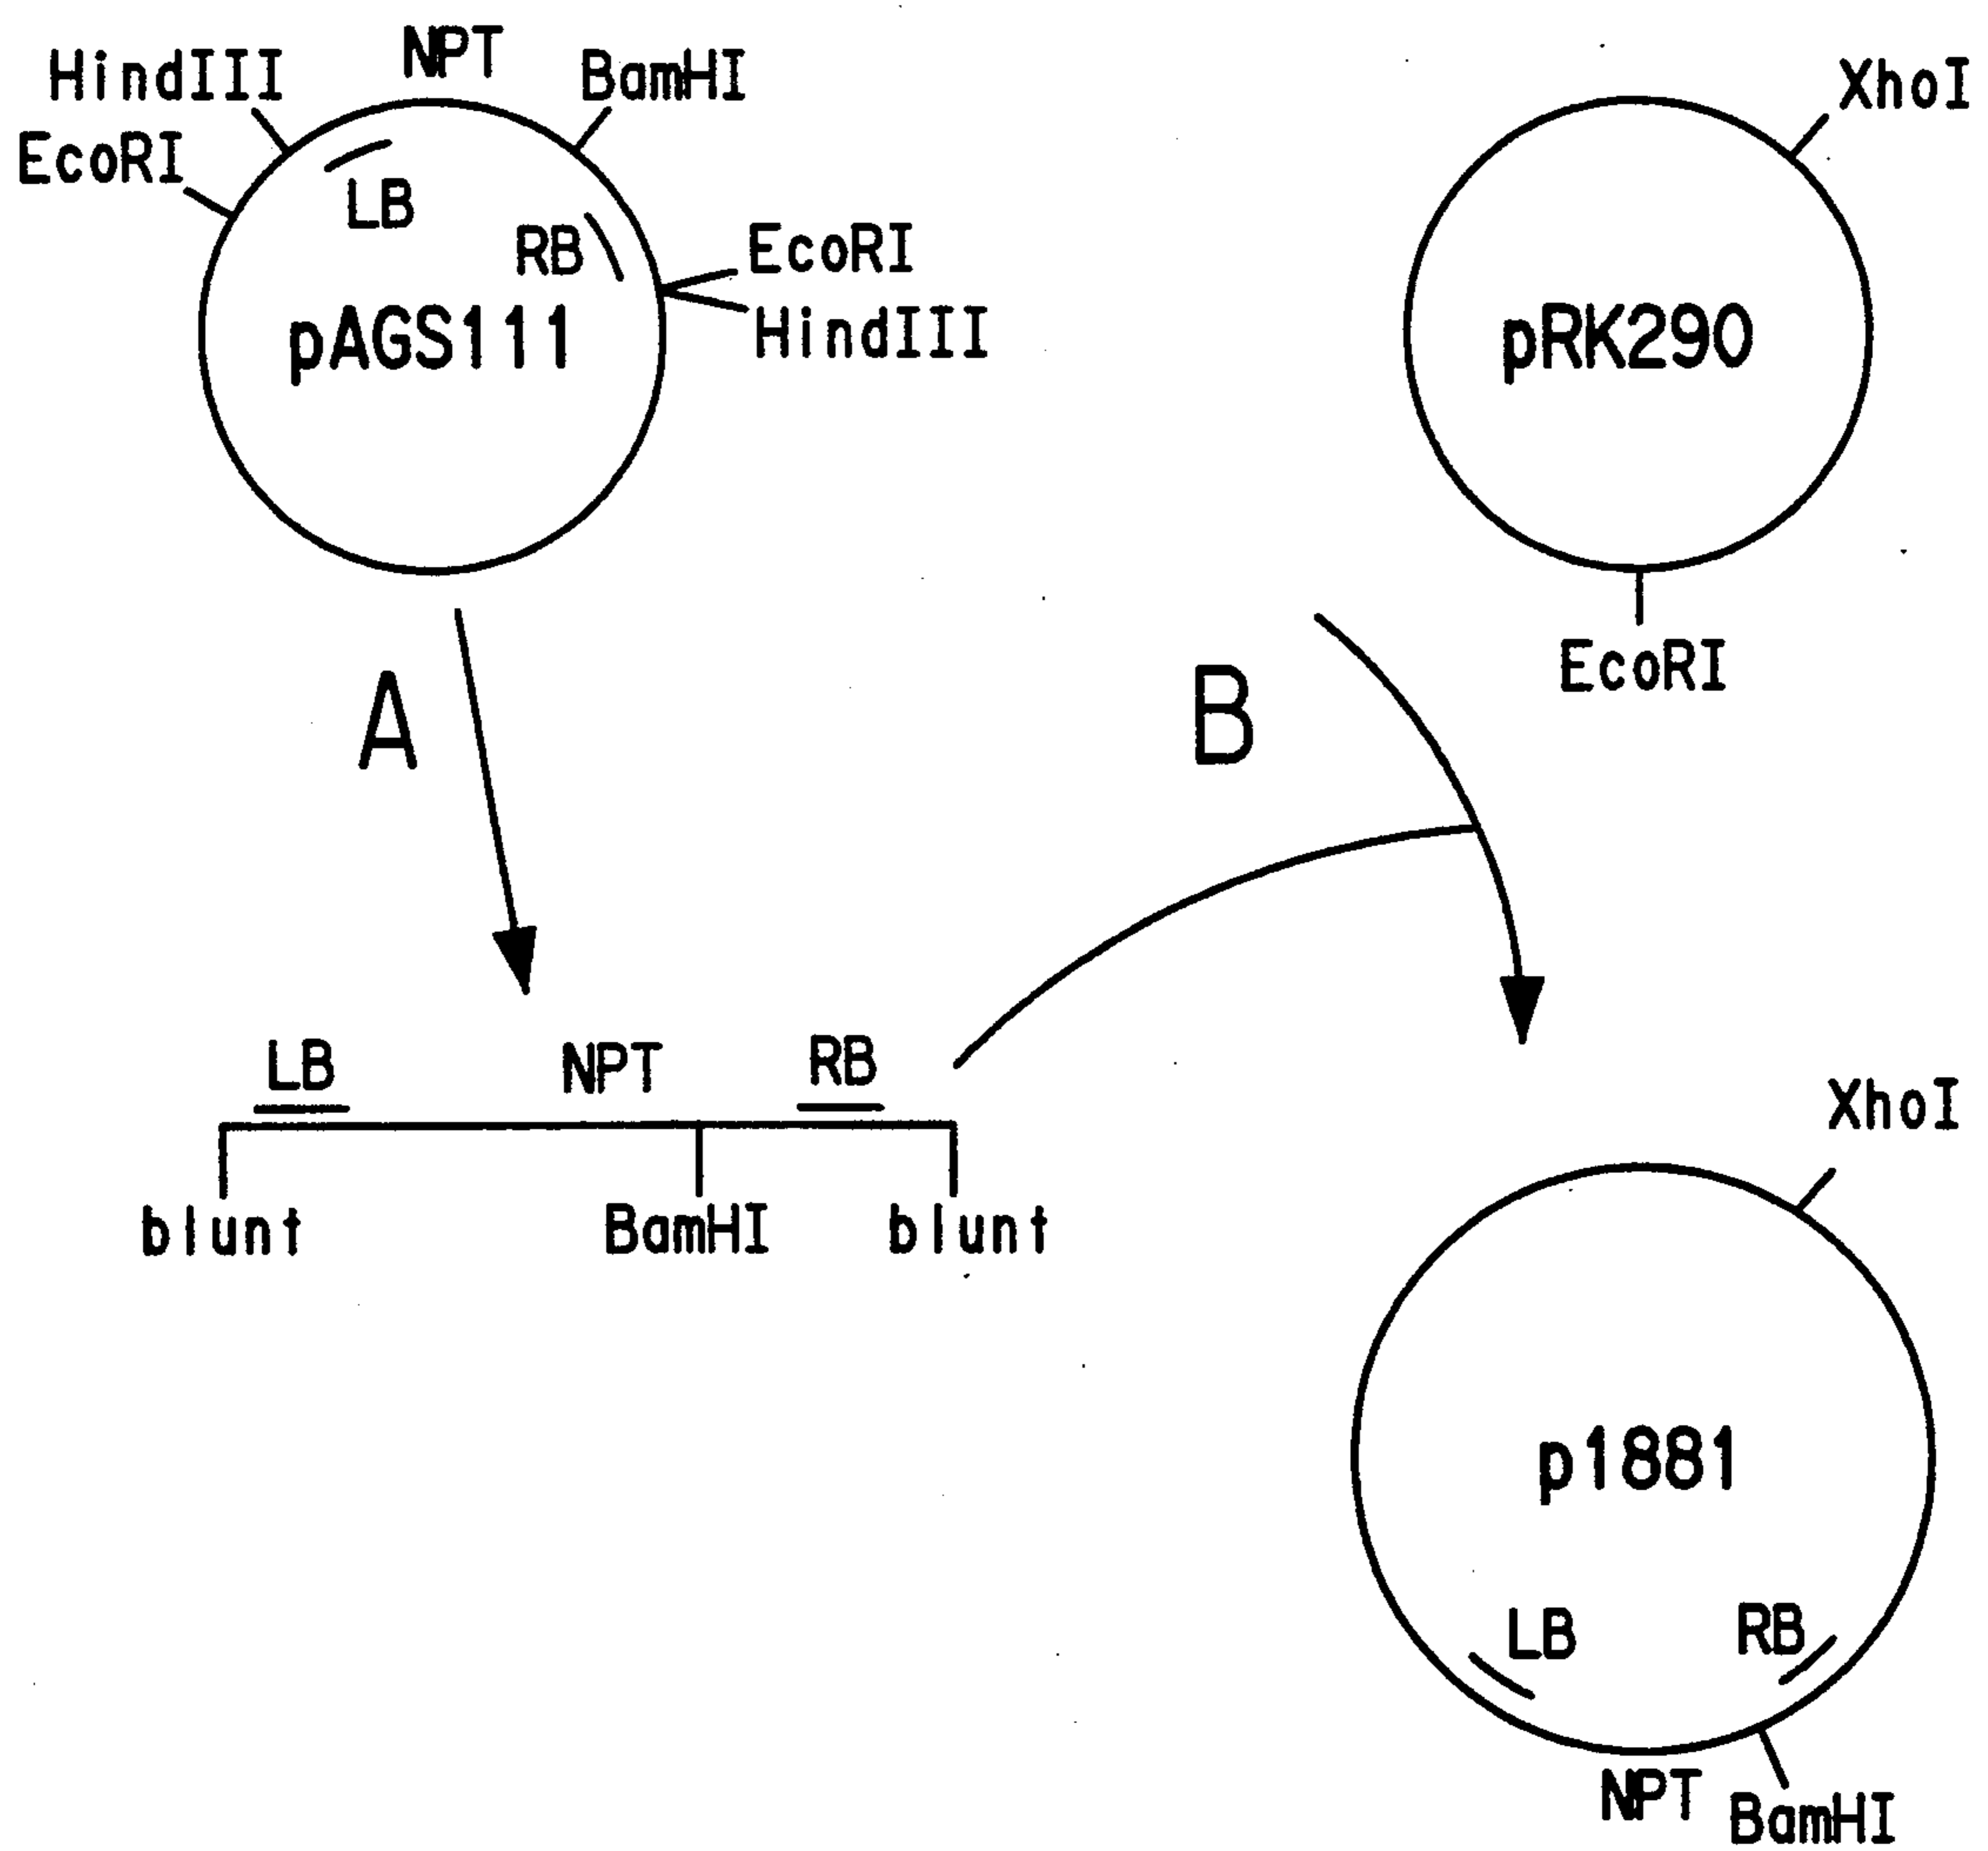 NPT
HindIII
BamHI
XhoI
EcoRI
LB
RB
EcoRI
pAGS111
HindIII
pRK290
EcoRI
A
B
LB
NPT
RB
XhoI
blunt
BamHI
blunt
p1881
LB
RB
NPT
BamHI